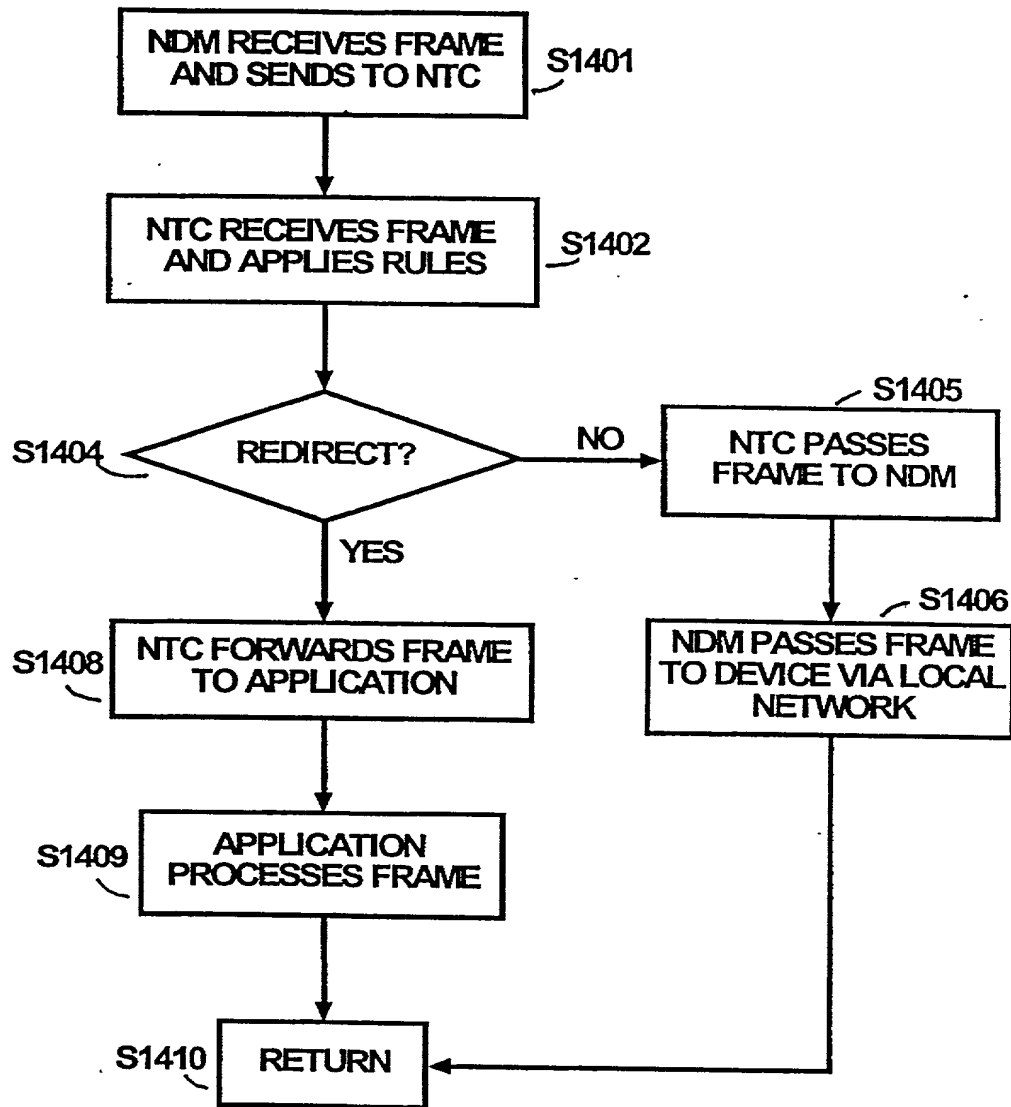 NDM RECEIVES FRAME
AND SENDS TO NTC
S1401
NTC RECEIVES FRAME
AND APPLIES RULES
S1402
S1404
REDIRECT?
NO
S1405
NTC PASSES
FRAME TO NDM
YES
S1406
NDM PASSES FRAME
TO DEVICE VIA LOCAL
NETWORK
S1408
NTC FORWARDS FRAME
TO APPLICATION
S1409
APPLICATION
PROCESSES FRAME
S1410
RETURN